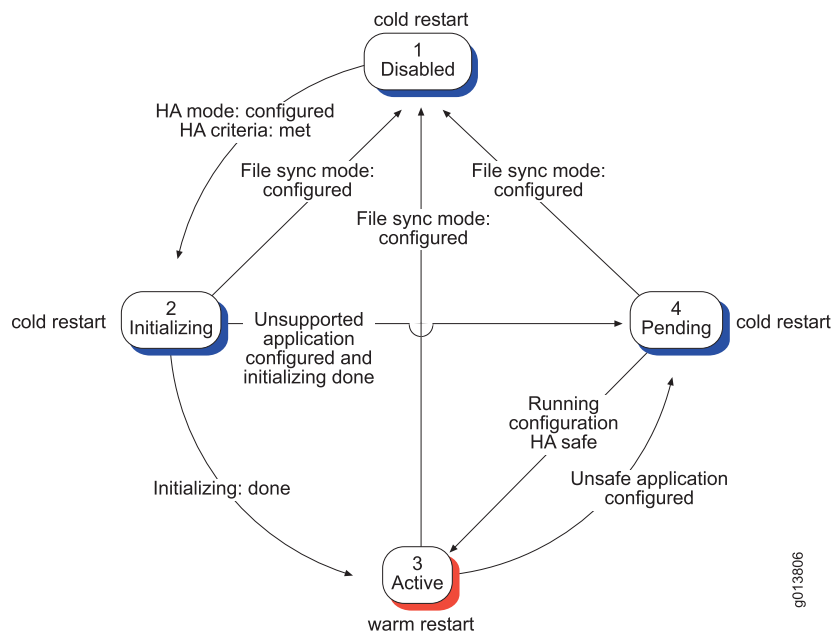 cold restart
1
Disabled
HA mode: configured
HA criteria: met
File sync mode:
configured
File sync mode:
configured
File sync mode:
configured
cold restart
2
Initializing
Unsupported
application
configured and
initializing done
4
Pending
cold restart
Running
configuration
HA safe
Unsafe application
configured
Initializing: done
3
Active
warm restart
g013806